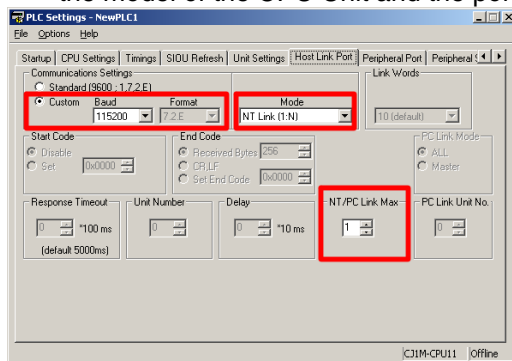 the model of the CPU Unit and the
PLC Settings - NewPLC1
File Options Help
Startup CPU Settings Timings SIOU Refresh Unit Settings Host Link Port Peripheral Port Peripheral S
Communications Settings
Standard (9600 ; 1,7,2,E)
Custom Baud Format Mode
115200 7.2.E NT Link (1:N)
Link Words
10 (default)
Start Code
Disable
Set 0x0000
End Code
Received Bytes 256
CR,LF
Set End Code 0x0000
PC Link Mode
ALL
Master
Response Timeout
0 *100 ms
(default 5000ms)
Unit Number
0
Delay
0 *10 ms
NT/PC Link Max
1
PC Link Unit No.
0
CJ1M-CPU11 Offline